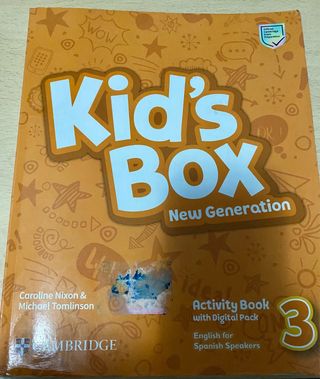 Kid's
Box
New Generation
Caroline Nixon &
Michael Tomlinson
Activity Book
with Digital Pack
3
English for
Spanish Speakers
CAMBRIDGE